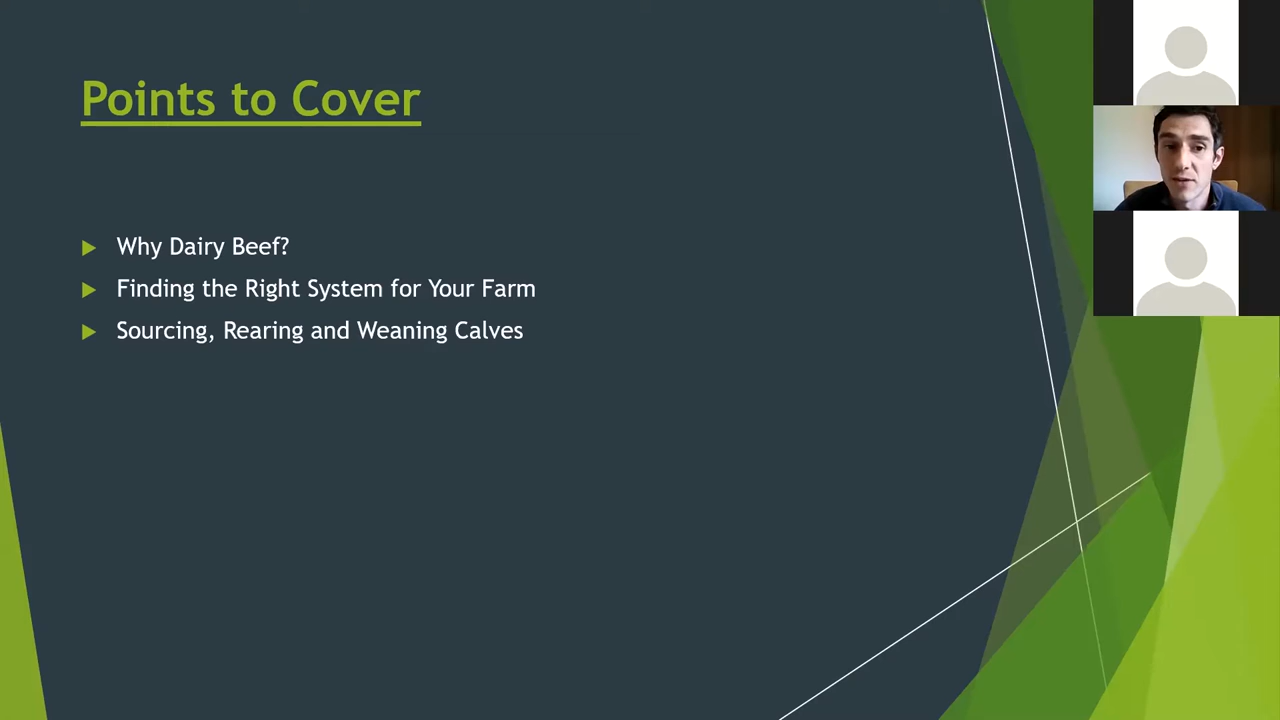 Points to Cover
Why Dairy Beef?
Finding the Right System for Your Farm
Sourcing, Rearing and Weaning Calves